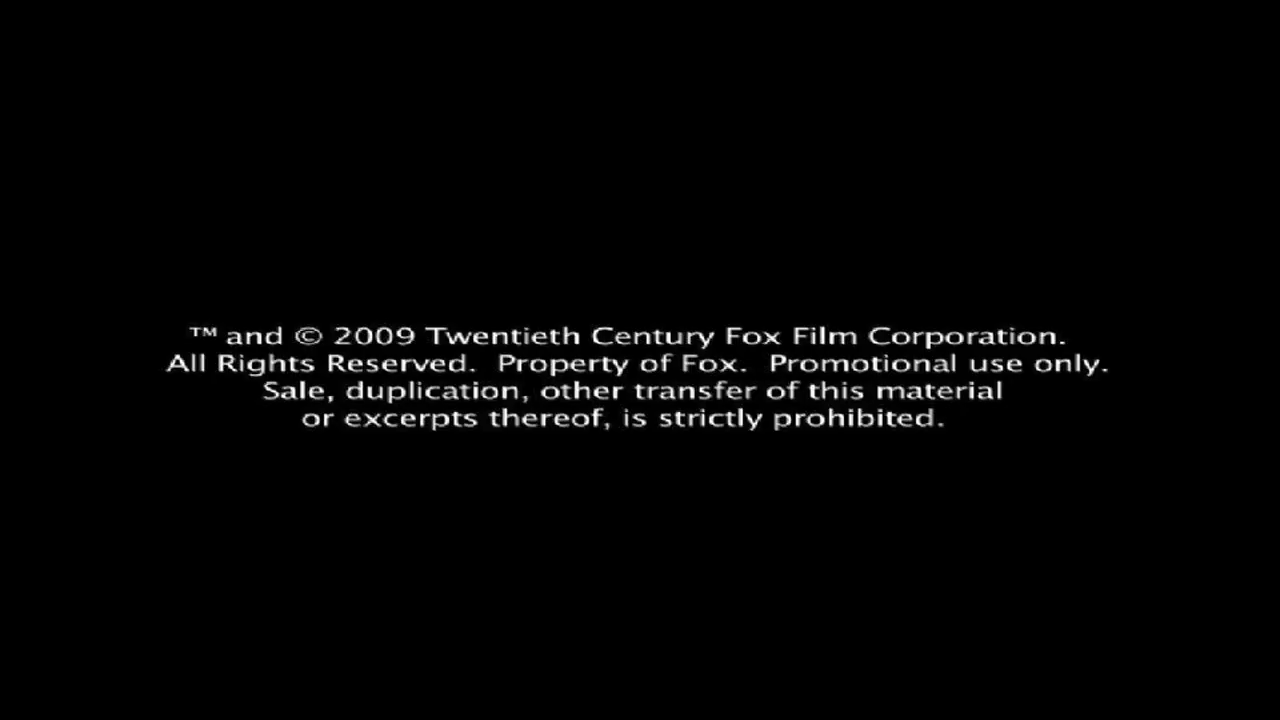 ™ and © 2009 Twentieth Century Fox Film Corporation.
All Rights Reserved. Property of Fox. Promotional use only.
Sale, duplication, other transfer of this material
or excerpts thereof, is strictly prohibited.